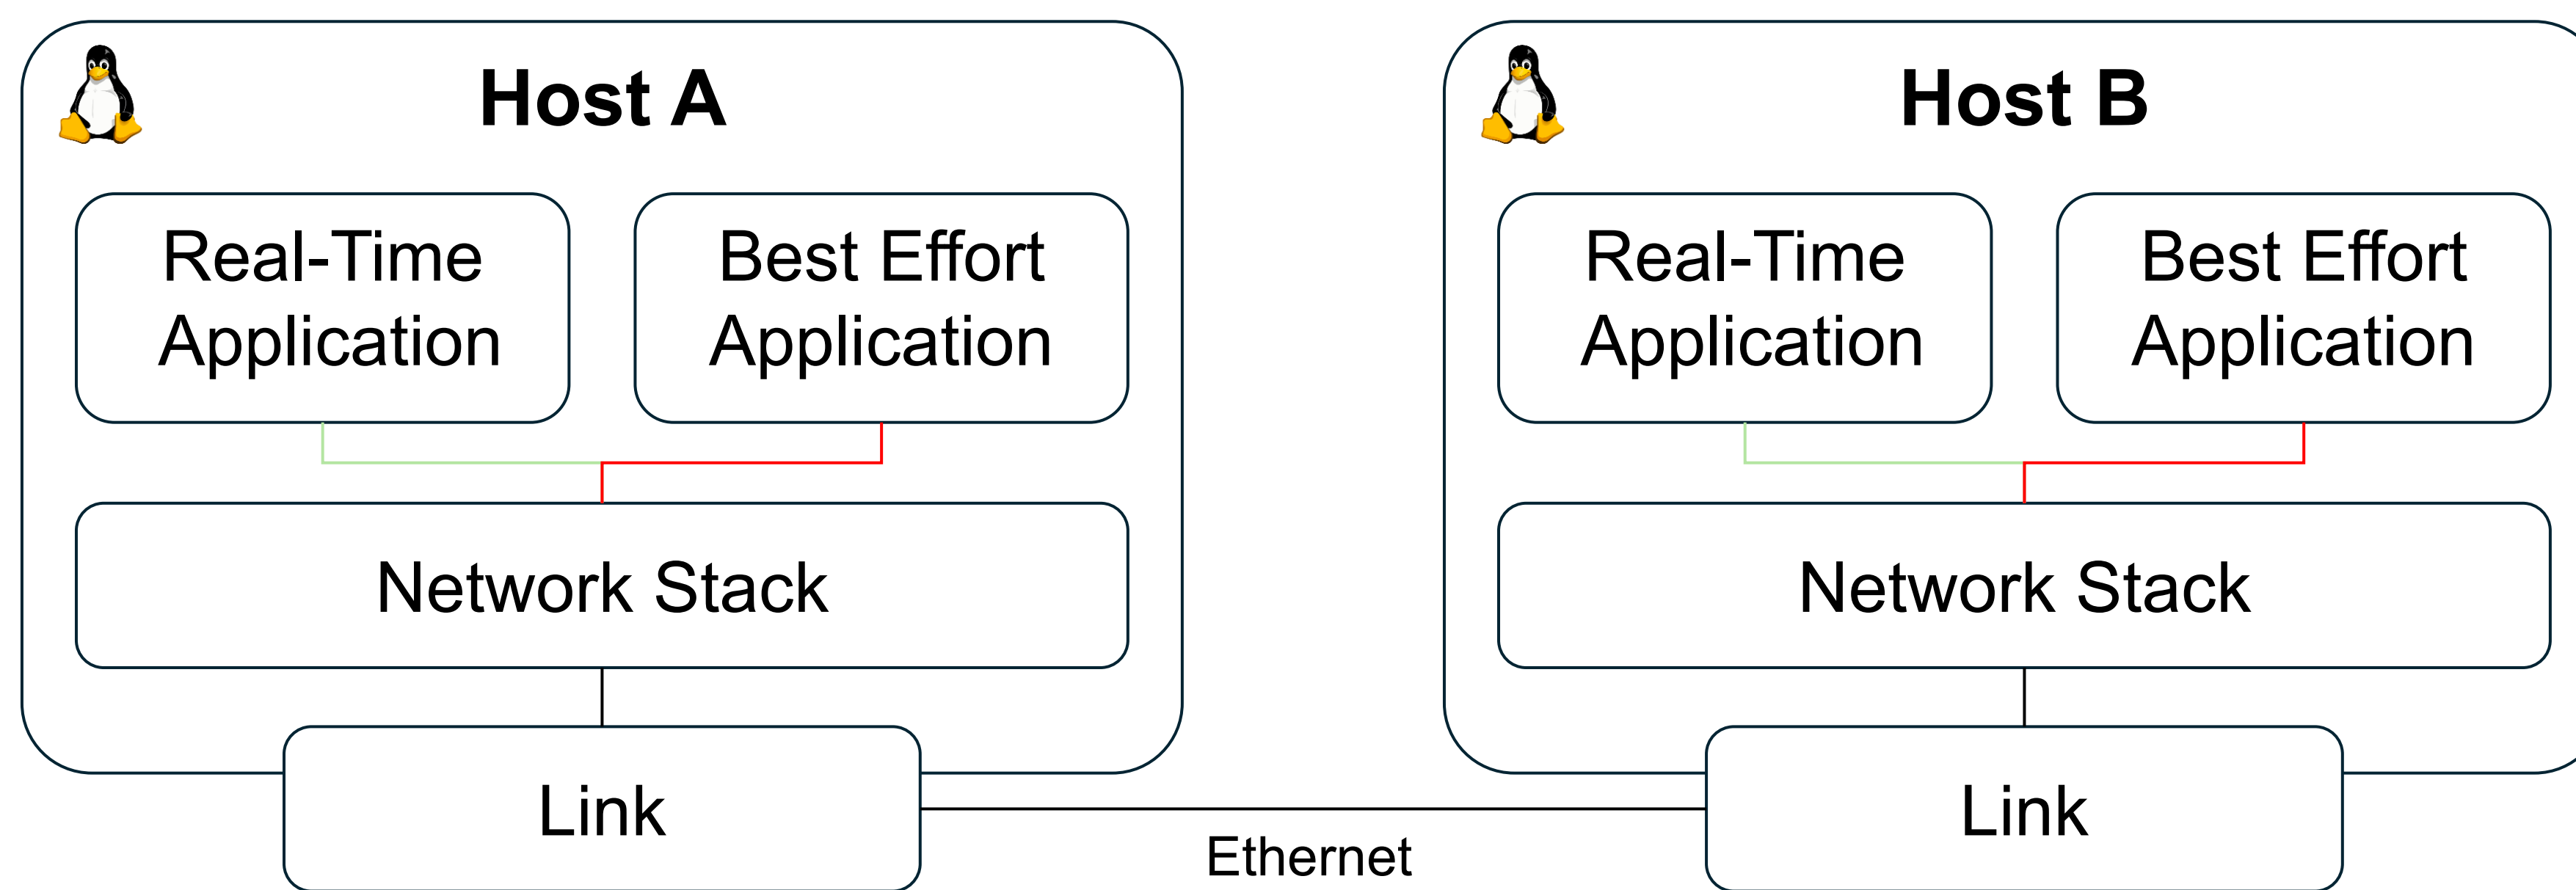 Host A
Host B
Real-Time
Application
Best Effort
Application
Real-Time
Application
Best Effort
Application
Network Stack
Network Stack
Link
Link
Ethernet